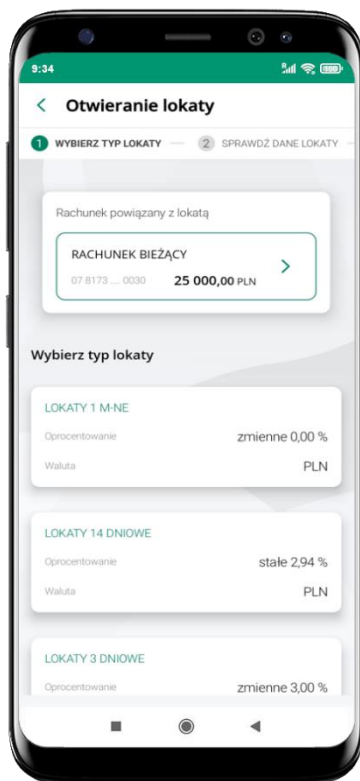 9:34
Otwieranie lokaty
1 WYBIERZ TYP LOKATY 2 SPRAWDŹ DANE LOKATY
Rachunek powiązany z lokatą
RACHUNEK BIEŻĄCY
07 8173 ... 0030 25 000,00 PLN
Wybierz typ lokaty
LOKATY 1 M-NE
Oprocentowanie zmienne 0,00 %
Waluta PLN
LOKATY 14 DNIOWE
Oprocentowanie stałe 2,94 %
Waluta PLN
LOKATY 3 DNIOWE
Oprocentowanie zmienne 3,00 %